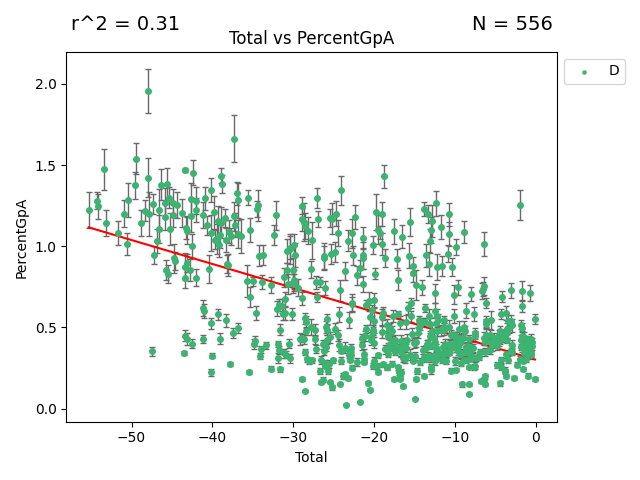 r^2 = 0.31
N = 556
Total vs PercentGpA
D
PercentGpA
2.0
1.5
1.0
0.5
0.0
−50
−40
−30
−20
−10
0
Total